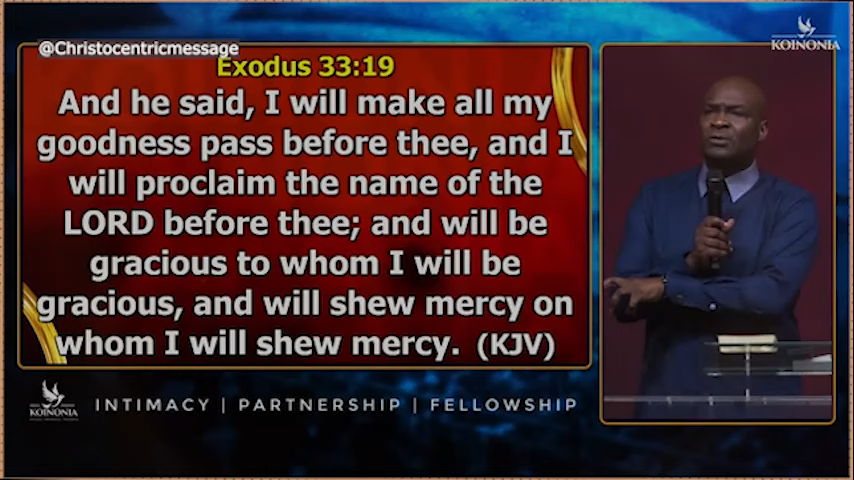 @Christocentricmessage
KOINONIA
Exodus 33:19
And he said, I will make all my
goodness pass before thee, and I
will proclaim the name of the
LORD before thee; and will be
gracious to whom I will be
gracious, and will shew mercy on
whom I will shew mercy. (KJV)
KOINONIA
INTIMACY | PARTNERSHIP | FELLOWSHIP